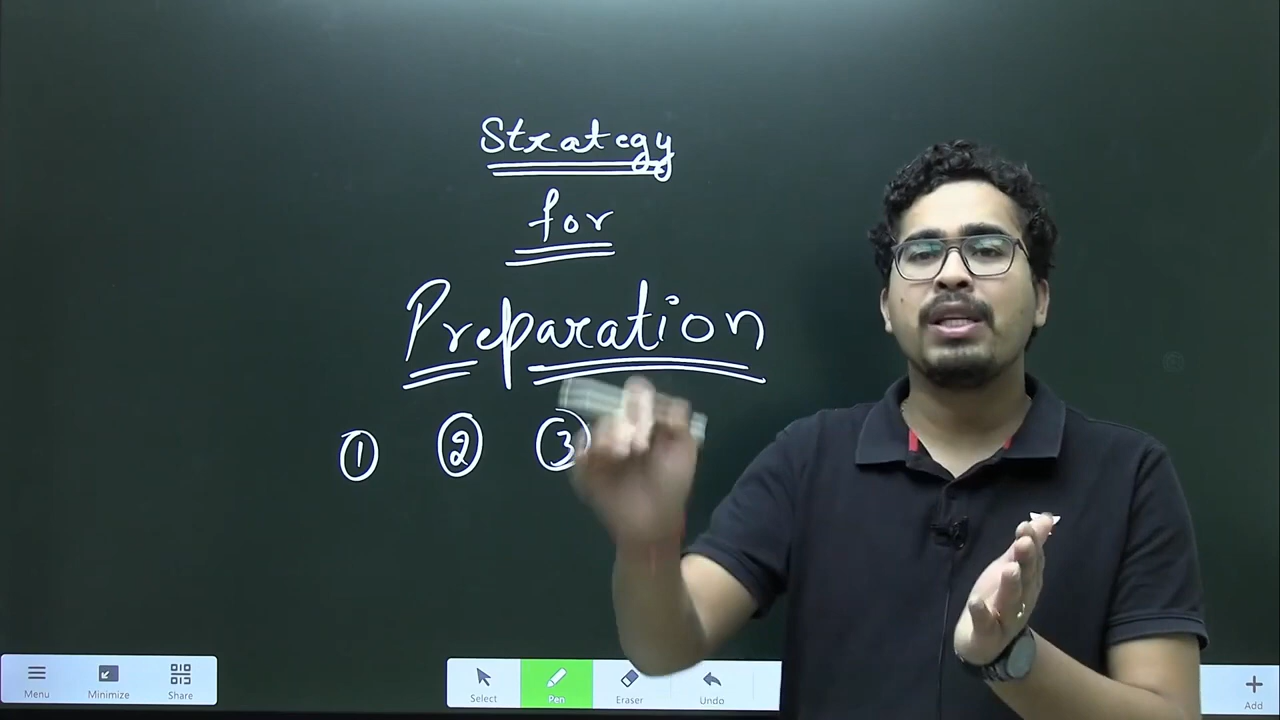 Strategy
for
Preparation
① ② ③
Menu Minimize Share Select Pen Eraser Undo Add